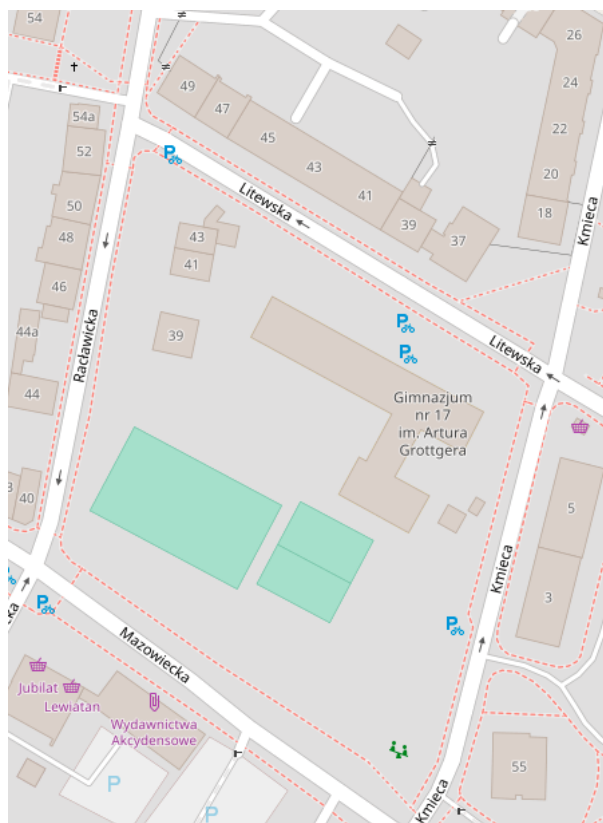 54
26
24
22
20
18
49
47
45
43
41
39
37
54a
52
50
48
46
44a
44
40
43
41
39
Litewska
Litewska
Kmieca
Racławicka
Gimnazjum
nr 17
im. Artura
Grottgera
5
3
Kmieca
Mazowiecka
Jubilat
Lewiatan
Wydawnictwa
Akcydensowe
P
P
P
P
P
P
P
55
Kmieca